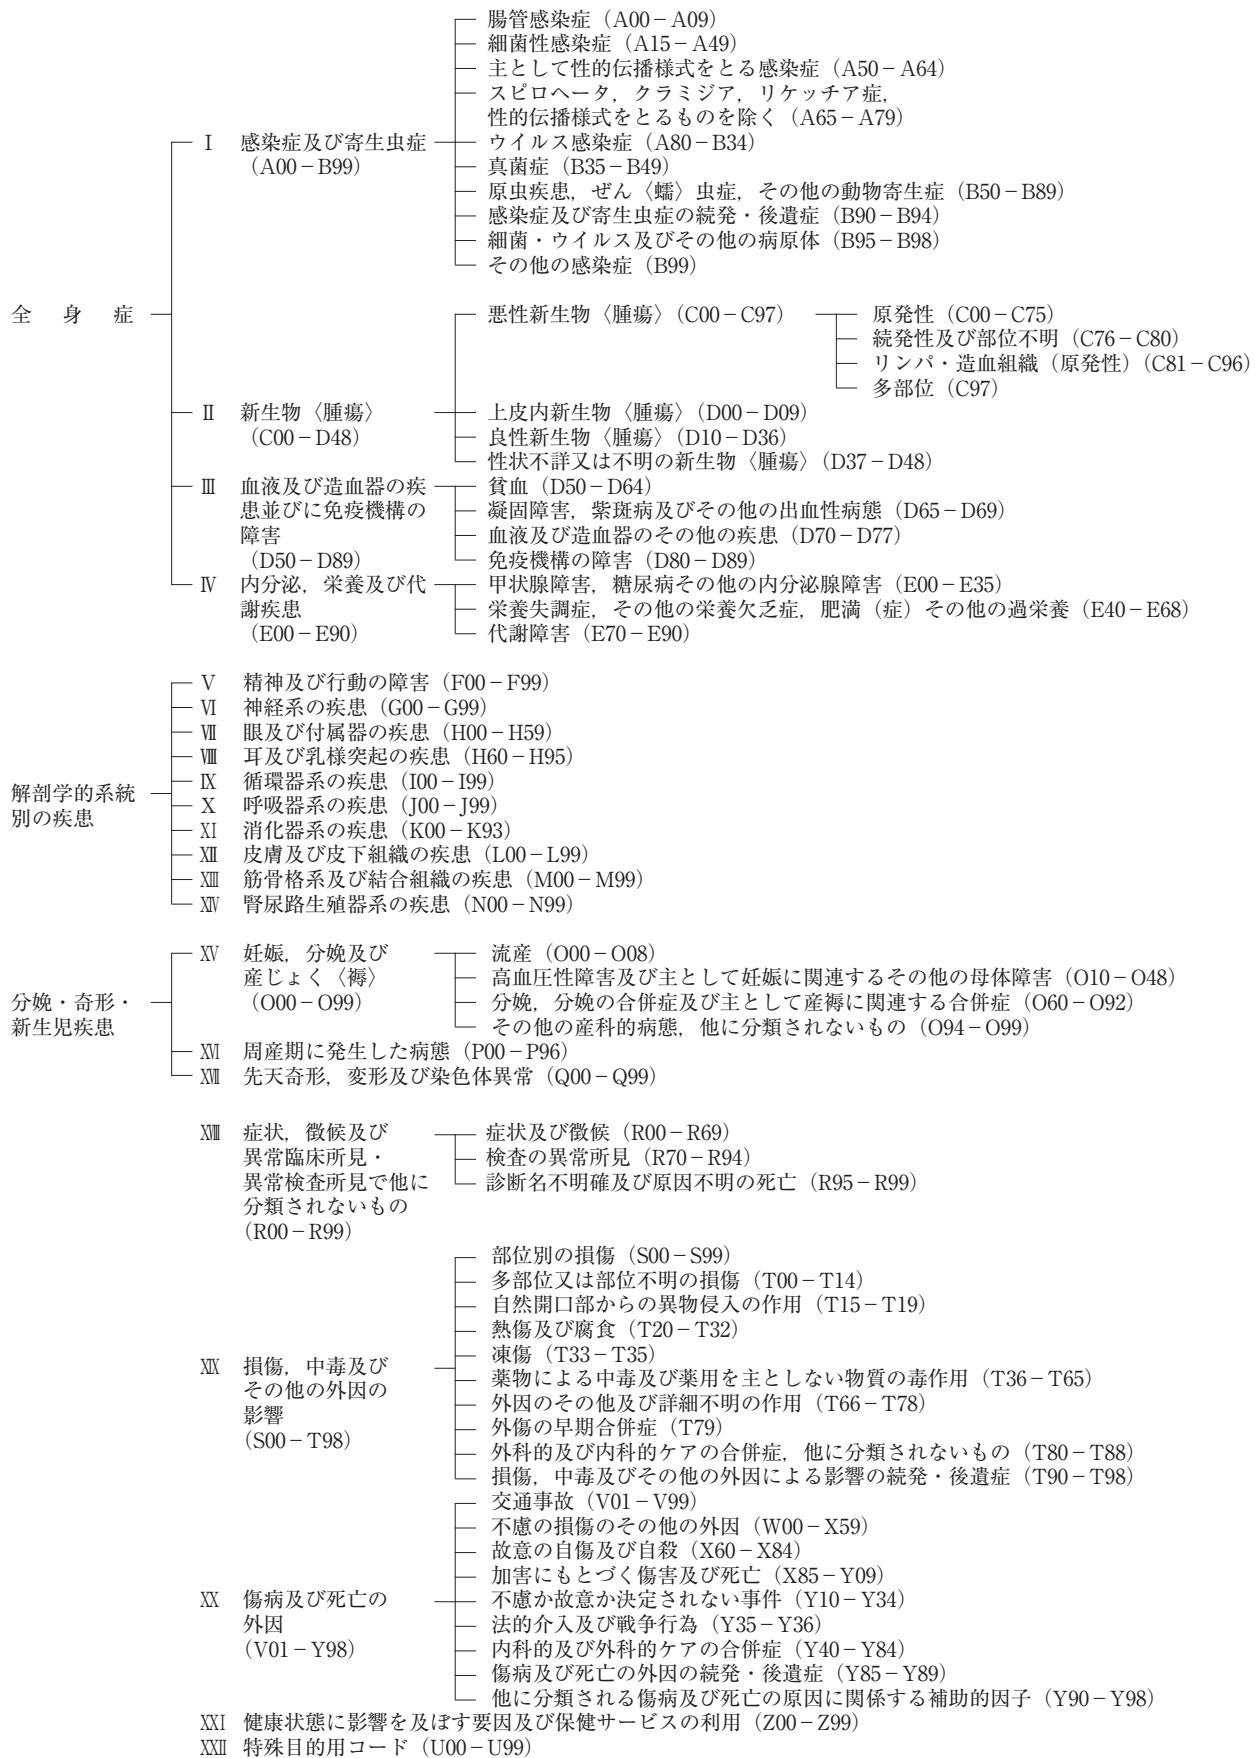 腸管感染症（A00－A09）
細菌性感染症（A15－A49）
主として性的伝播様式をとる感染症（A50－A64）
スピロヘータ，クラミジア，リケッチア症，
性的伝播様式をとるものを除く（A65－A79）
Ⅰ 感染症及び寄生虫症 ウイルス感染症（A80－B34）
（A00－B99） 真菌症（B35－B49）
原虫疾患，ぜん〈蠕〉虫症，その他の動物寄生症（B50－B89）
感染症及び寄生虫症の続発・後遺症（B90－B94）
細菌・ウイルス及びその他の病原体（B95－B98）
その他の感染症（B99）
全身症 悪性新生物〈腫瘍〉（C00－C97） 原発性（C00－C75）
続発性及び部位不明（C76－C80）
リンパ・造血組織（原発性）（C81－C96）
多部位（C97）
Ⅱ 新生物〈腫瘍〉 上皮内新生物〈腫瘍〉（D00－D09）
（C00－D48） 良性新生物〈腫瘍〉（D10－D36）
性状不詳又は不明の新生物〈腫瘍〉（D37－D48）
Ⅲ 血液及び造血器の疾 貧血（D50－D64）
患並びに免疫機構の 凝固障害，紫斑病及びその他の出血性病態（D65－D69）
障害 血液及び造血器のその他の疾患（D70－D77）
（D50－D89） 免疫機構の障害（D80－D89）
Ⅳ 内分泌，栄養及び代 甲状腺障害，糖尿病その他の内分泌腺障害（E00－E35）
謝疾患 栄養失調症，その他の栄養欠乏症，肥満（症）その他の過栄養（E40－E68）
（E00－E90） 代謝障害（E70－E90）
Ⅴ 精神及び行動の障害（F00－F99）
Ⅵ 神経系の疾患（G00－G99）
Ⅶ 眼及び付属器の疾患（H00－H59）
Ⅷ 耳及び乳様突起の疾患（H60－H95）
Ⅸ 循環器系の疾患（I00－I99）
解剖学的系統
別の疾患
Ⅹ 呼吸器系の疾患（J00－J99）
Ⅺ 消化器系の疾患（K00－K93）
Ⅻ 皮膚及び皮下組織の疾患（L00－L99）
XIII 筋骨格系及び結合組織の疾患（M00－M99）
XIV 腎尿路生殖器系の疾患（N00－N99）
XV 妊娠，分娩及び 流産（O00－O08）
産じょく〈褥〉 高血圧性障害及び主として妊娠に関連するその他の母体障害（O10－O48）
（O00－O99） 分娩，分娩の合併症及び主として産褥に関連する合併症（O60－O92）
分娩・奇形・
新生児疾患
その他の産科的病態，他に分類されないもの（O94－O99）
XVI 周産期に発生した病態（P00－P96）
XVII 先天奇形，変形及び染色体異常（Q00－Q99）
XVIII 症状，徴候及び 症状及び徴候（R00－R69）
異常臨床所見・ 検査の異常所見（R70－R94）
異常検査所見で他に 診断名不明確及び原因不明の死亡（R95－R99）
分類されないもの
（R00－R99）
部位別の損傷（S00－S99）
多部位又は部位不明の損傷（T00－T14）
自然開口部からの異物侵入の作用（T15－T19）
熱傷及び腐食（T20－T32）
凍傷（T33－T35）
XIX 損傷，中毒及び
その他の外因の
影響
（S00－T98）
薬物による中毒及び薬用を主としない物質の毒作用（T36－T65）
外因のその他及び詳細不明の作用（T66－T78）
外傷の早期合併症（T79）
外科的及び内科的ケアの合併症，他に分類されないもの（T80－T88）
損傷，中毒及びその他の外因による影響の続発・後遺症（T90－T98）
交通事故（V01－V99）
不慮の損傷のその他の外因（W00－X59）
故意の自傷及び自殺（X60－X84）
加害にもとづく傷害及び死亡（X85－Y09）
XX 傷病及び死亡の 不慮か故意か決定されない事件（Y10－Y34）
外因 法的介入及び戦争行為（Y35－Y36）
（V01－Y98） 内科的及び外科的ケアの合併症（Y40－Y84）
傷病及び死亡の外因の続発・後遺症（Y85－Y89）
他に分類される傷病及び死亡の原因に関係する補助的因子（Y90－Y98）
XXI 健康状態に影響を及ぼす要因及び保健サービスの利用（Z00－Z99）
XXII 特殊目的用コード（U00－U99）